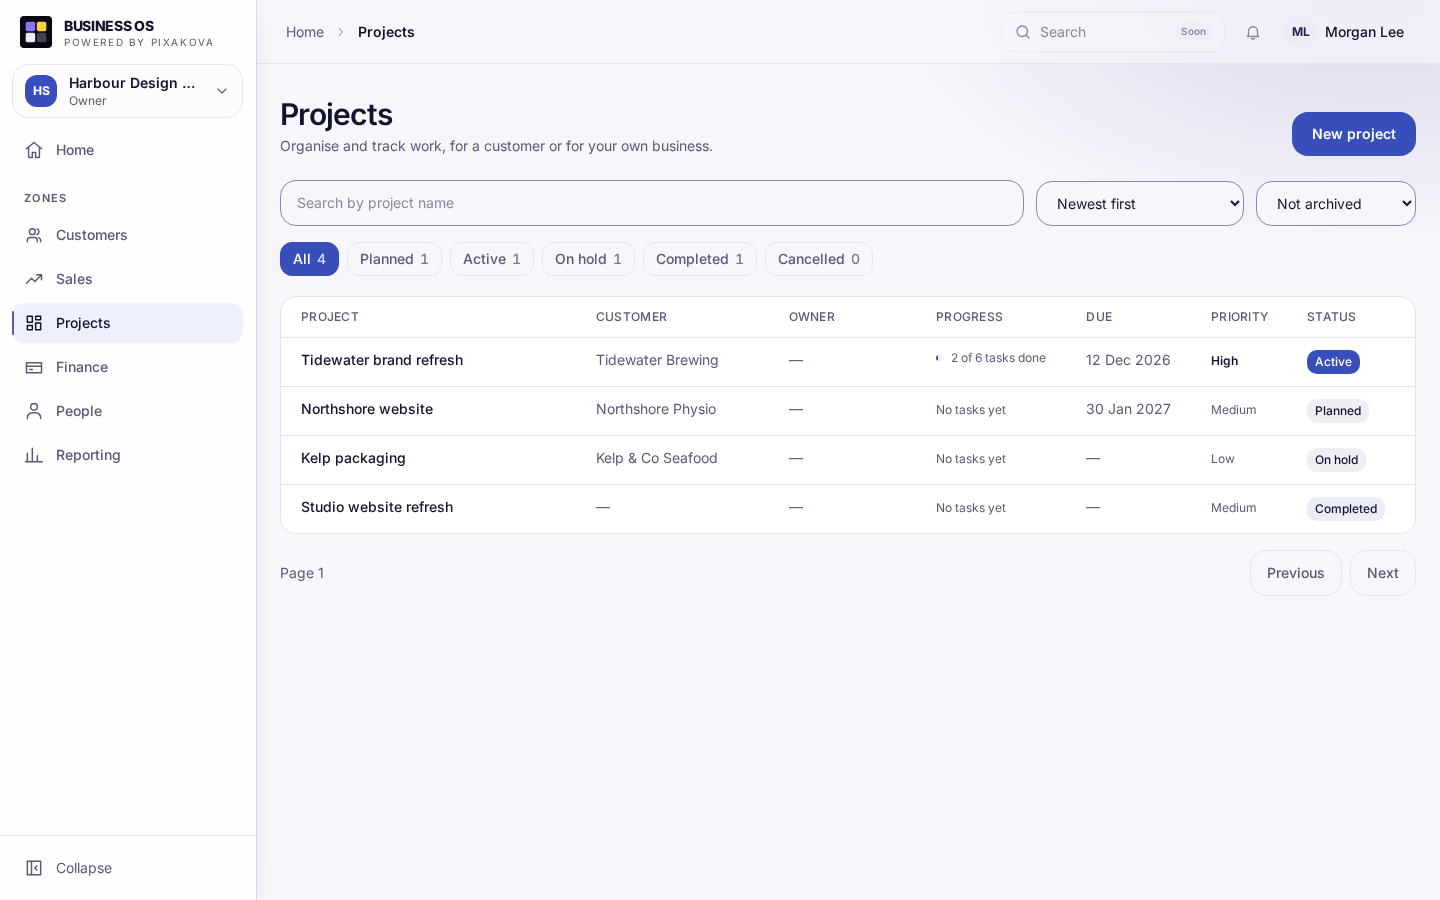 BUSINESS OS
POWERED BY PIXAKOVA
HS
Harbour Design ...
Owner
Home
ZONES
Customers
Sales
Projects
Finance
People
Reporting
Collapse
Home > Projects
Search
Soon
ML
Morgan Lee
Projects
Organise and track work, for a customer or for your own business.
New project
Search by project name
Newest first
Not archived
All 4
Planned 1
Active 1
On hold 1
Completed 1
Cancelled 0
PROJECT CUSTOMER OWNER PROGRESS DUE PRIORITY STATUS
Tidewater brand refresh Tidewater Brewing — 2 of 6 tasks done 12 Dec 2026 High Active
Northshore website Northshore Physio — No tasks yet 30 Jan 2027 Medium Planned
Kelp packaging Kelp & Co Seafood — No tasks yet — Low On hold
Studio website refresh — — No tasks yet — Medium Completed
Page 1
Previous
Next